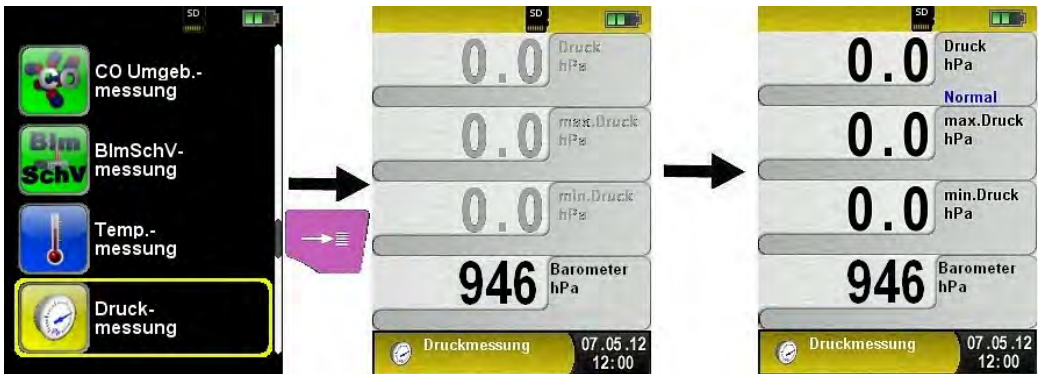 SD
CO Umgeb.-
messung
BImSchV-
messung
BIm
SchV
Temp.-
messung
Druck-
messung
SD
0.0 Druck
hPa
0.0 max.Druck
hPa
0.0 min.Druck
hPa
946 Barometer
hPa
Druckmessung 07.05.12
12:00
SD
0.0 Druck
hPa
Normal
0.0 max.Druck
hPa
0.0 min.Druck
hPa
946 Barometer
hPa
Druckmessung 07.05.12
12:00